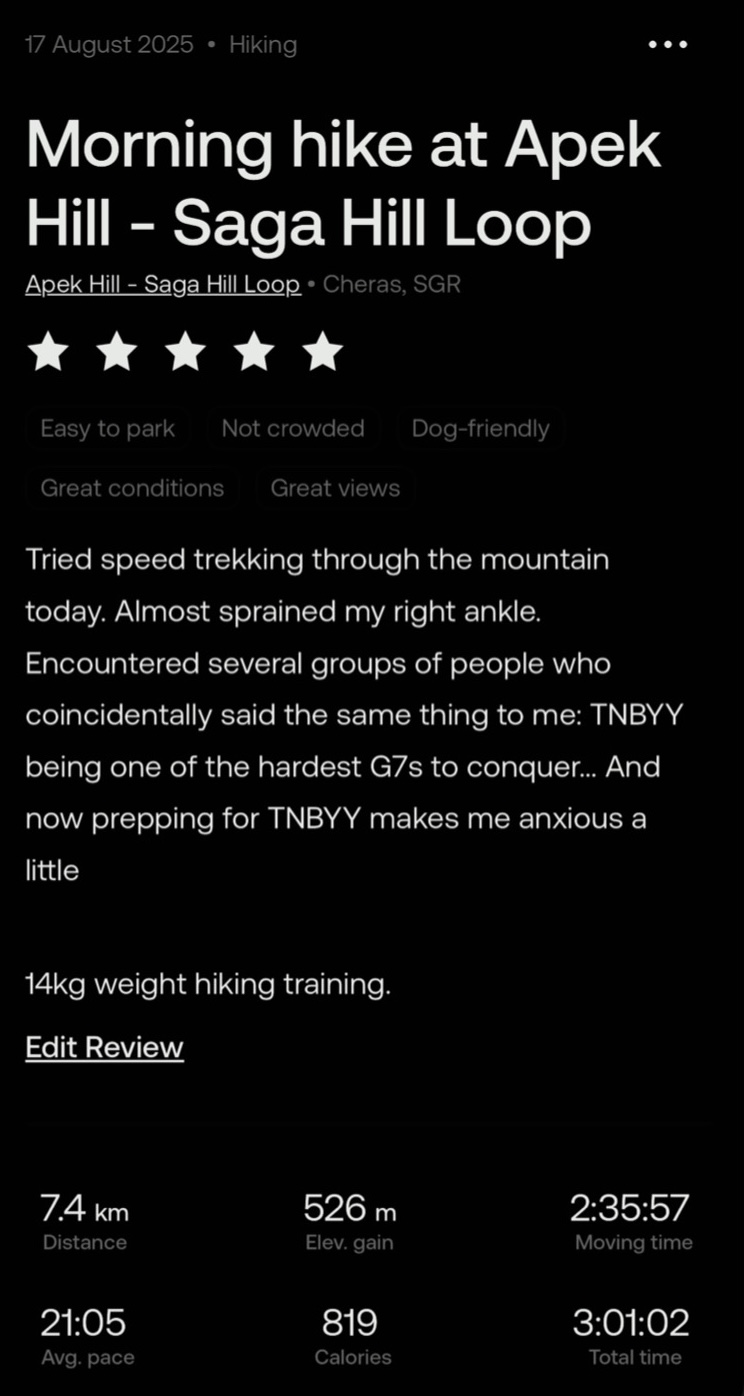 17 August 2025 • Hiking
Morning hike at Apek
Hill - Saga Hill Loop
Apek Hill - Saga Hill Loop • Cheras, SGR
Easy to park Not crowded Dog-friendly
Great conditions Great views
Tried speed trekking through the mountain
today. Almost sprained my right ankle.
Encountered several groups of people who
coincidentally said the same thing to me: TNBYY
being one of the hardest G7s to conquer... And
now prepping for TNBYY makes me anxious a
little
14kg weight hiking training.
Edit Review
7.4 km 526 m 2:35:57
Distance Elev. gain Moving time
21:05 819 3:01:02
Avg. pace Calories Total time